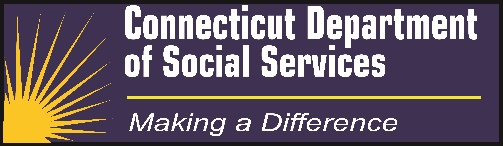 Connecticut Department
of Social Services
Making a Difference